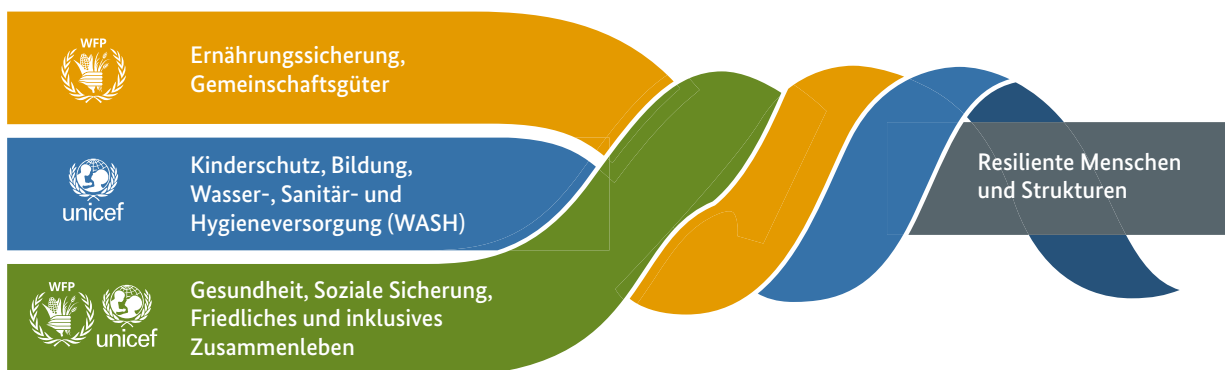 WFP
Ernährungssicherung,
Gemeinschaftsgüter
unicef
Kinderschutz, Bildung,
Wasser-, Sanitär- und
Hygieneversorgung (WASH)
WFP
unicef
Gesundheit, Soziale Sicherung,
Friedliches und inklusives
Zusammenleben
Resiliente Menschen
und Strukturen